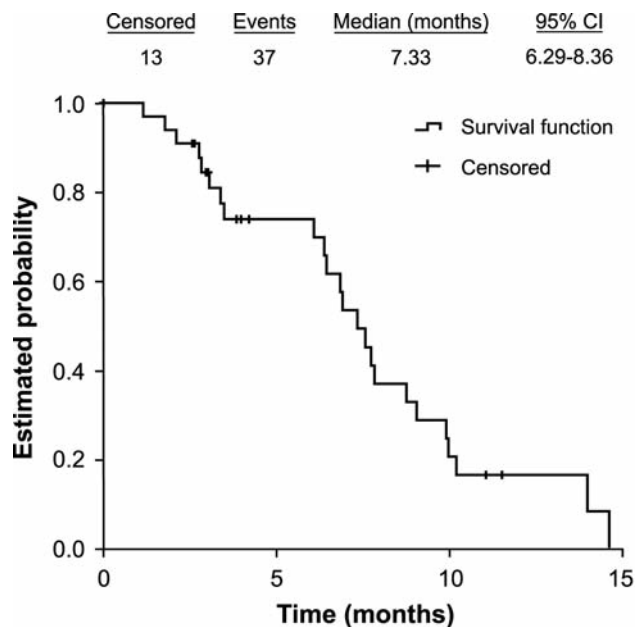 Censored Events Median (months) 95% CI
13 37 7.33 6.29-8.36
1.0
Survival function
Censored
0.8
0.6
0.4
0.2
0.0
0 5 10 15
Estimated probability
Time (months)